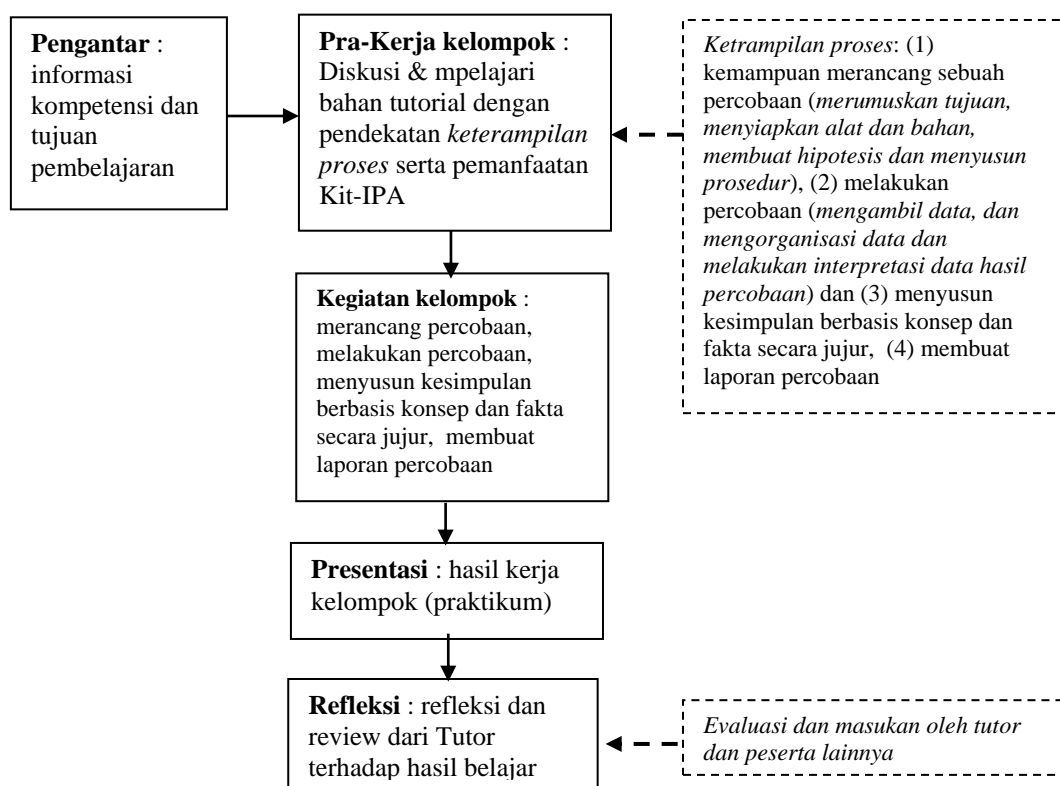 Pengantar :
informasi
kompetensi dan
tujuan
pembelajaran
Pra-Kerja kelompok :
Diskusi & mpelajari
bahan tutorial dengan
pendekatan keterampilan
proses serta pemanfaatan
Kit-IPA
Ketrampilan proses: (1)
kemampuan merancang sebuah
percobaan (merumuskan tujuan,
menyiapkan alat dan bahan,
membuat hipotesis dan menyusun
prosedur), (2) melakukan
percobaan (mengambil data, dan
mengorganisasi data dan
melakukan interpretasi data hasil
percobaan) dan (3) menyusun
kesimpulan berbasis konsep dan
fakta secara jujur, (4) membuat
laporan percobaan
Kegiatan kelompok :
merancang percobaan,
melakukan percobaan,
menyusun kesimpulan
berbasis konsep dan fakta
secara jujur, membuat
laporan percobaan
Presentasi : hasil kerja
kelompok (praktikum)
Refleksi : refleksi dan
review dari Tutor
terhadap hasil belajar
Evaluasi dan masukan oleh tutor
dan peserta lainnya